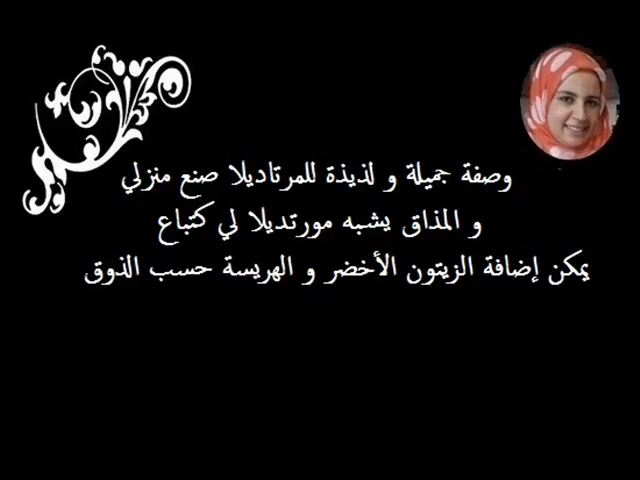 وصفة جميلة و لذيذة للمرتاديلا صنع منزلي
و المذاق يشبه مورتديلا لي كتباع
يمكن إضافة الزيتون الأخضر و الهريسة حسب الذوق